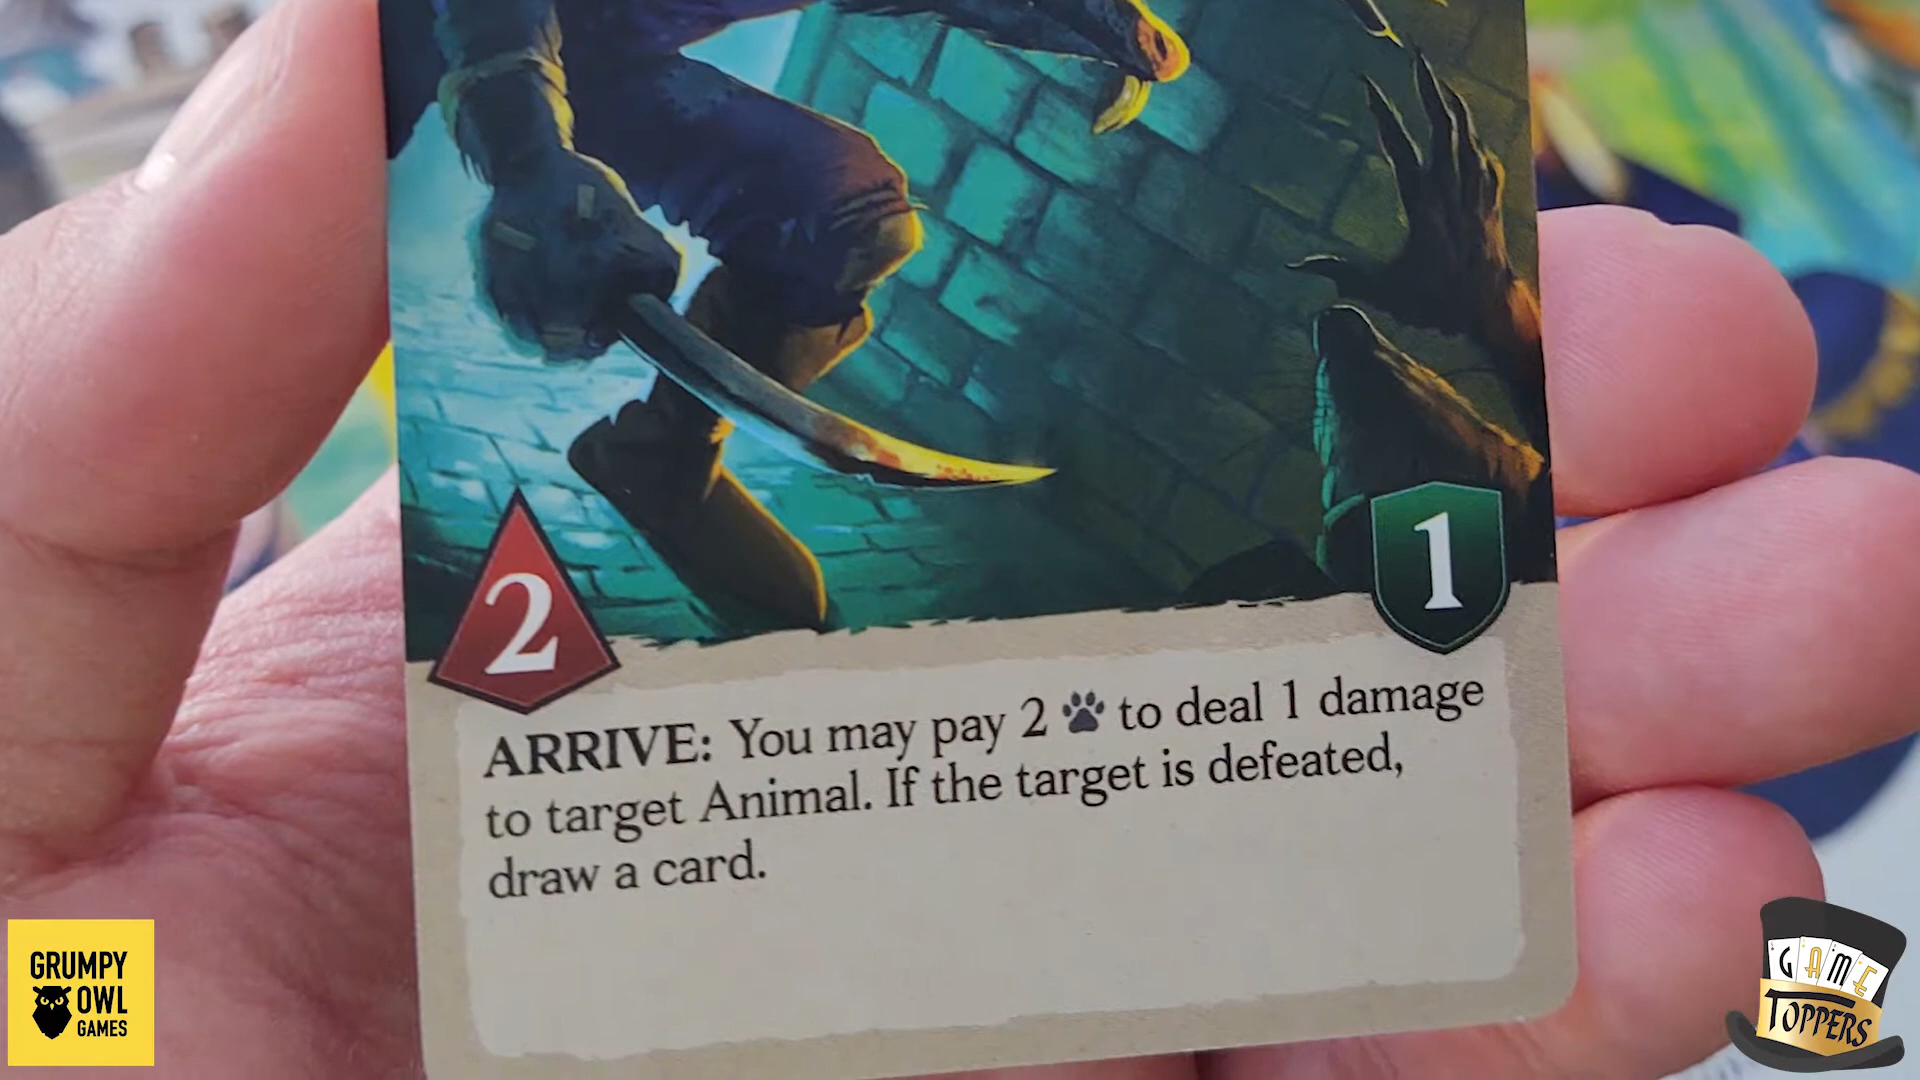 2
1
ARRIVE: You may pay 2 to deal 1 damage
to target Animal. If the target is defeated,
draw a card.
GRUMPY
OWL
GAMES
GAME
TOPPERS